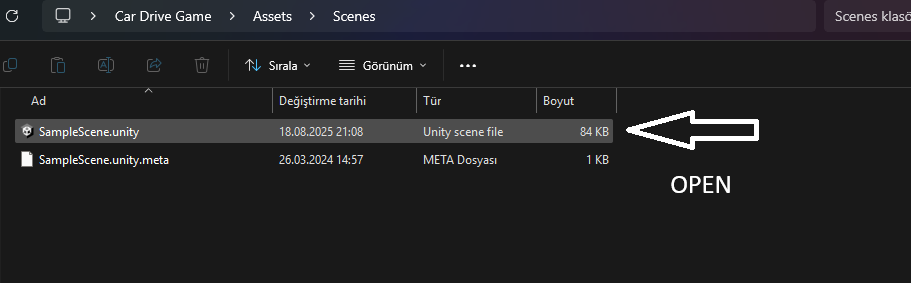 Car Drive Game > Assets > Scenes
Scenes klasö
Sırala Görünüm
Ad Değiştirme tarihi Tür Boyut
SampleScene.unity 18.08.2025 21:08 Unity scene file 84 KB
SampleScene.unity.meta 26.03.2024 14:57 META Dosyası 1 KB
OPEN